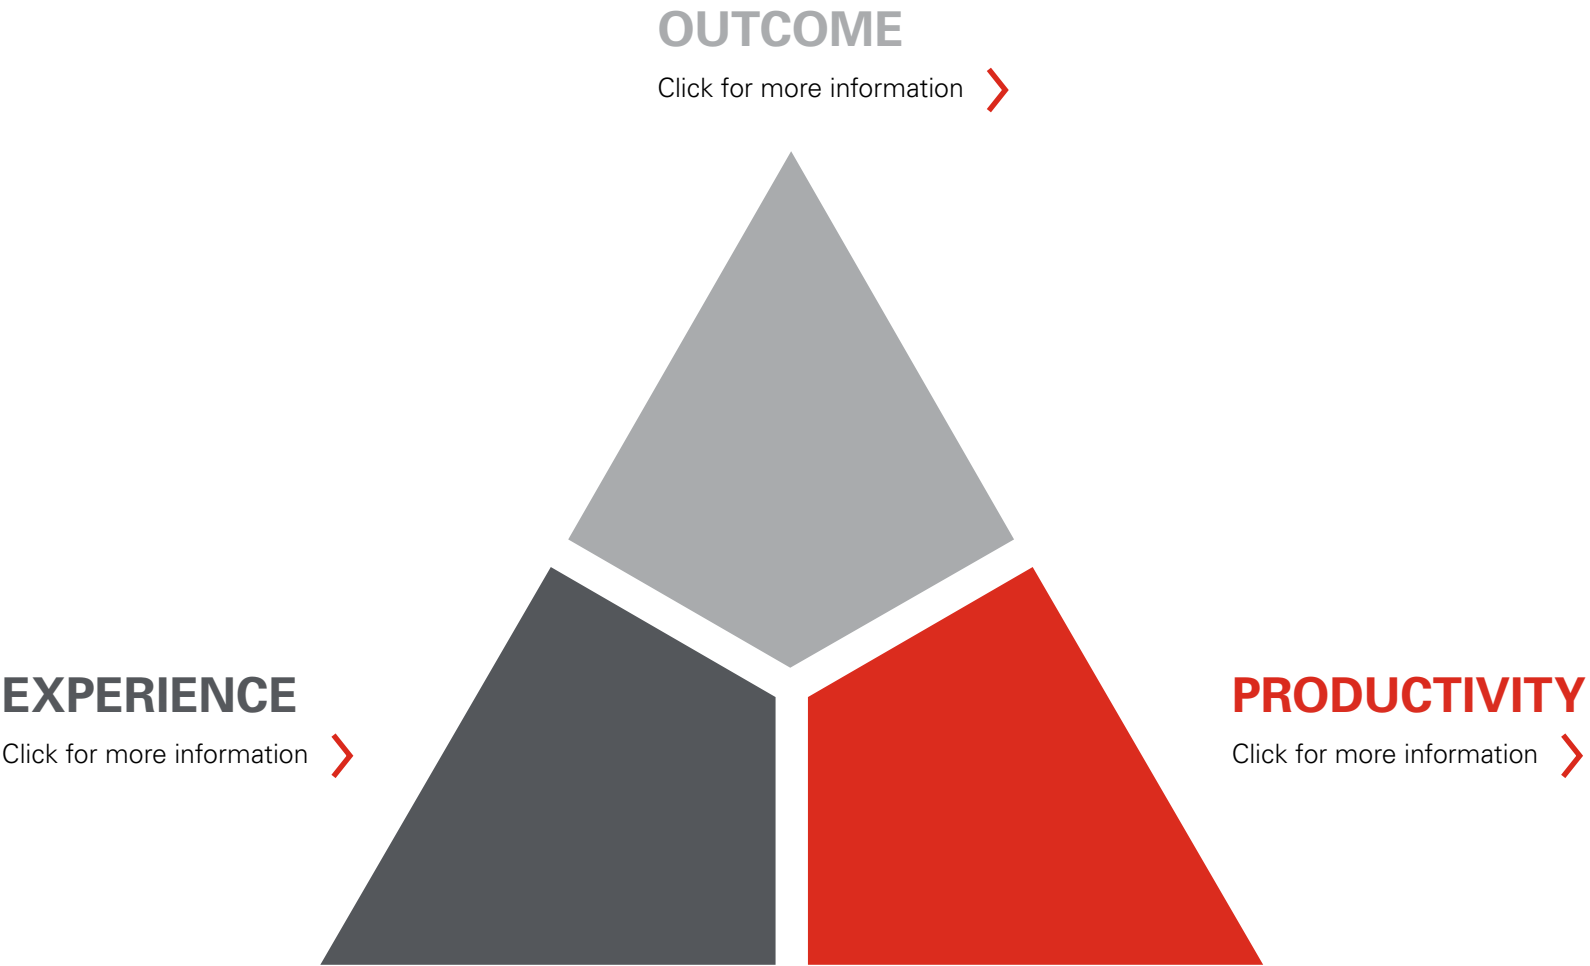 OUTCOME
Click for more information
EXPERIENCE
Click for more information
PRODUCTIVITY
Click for more information